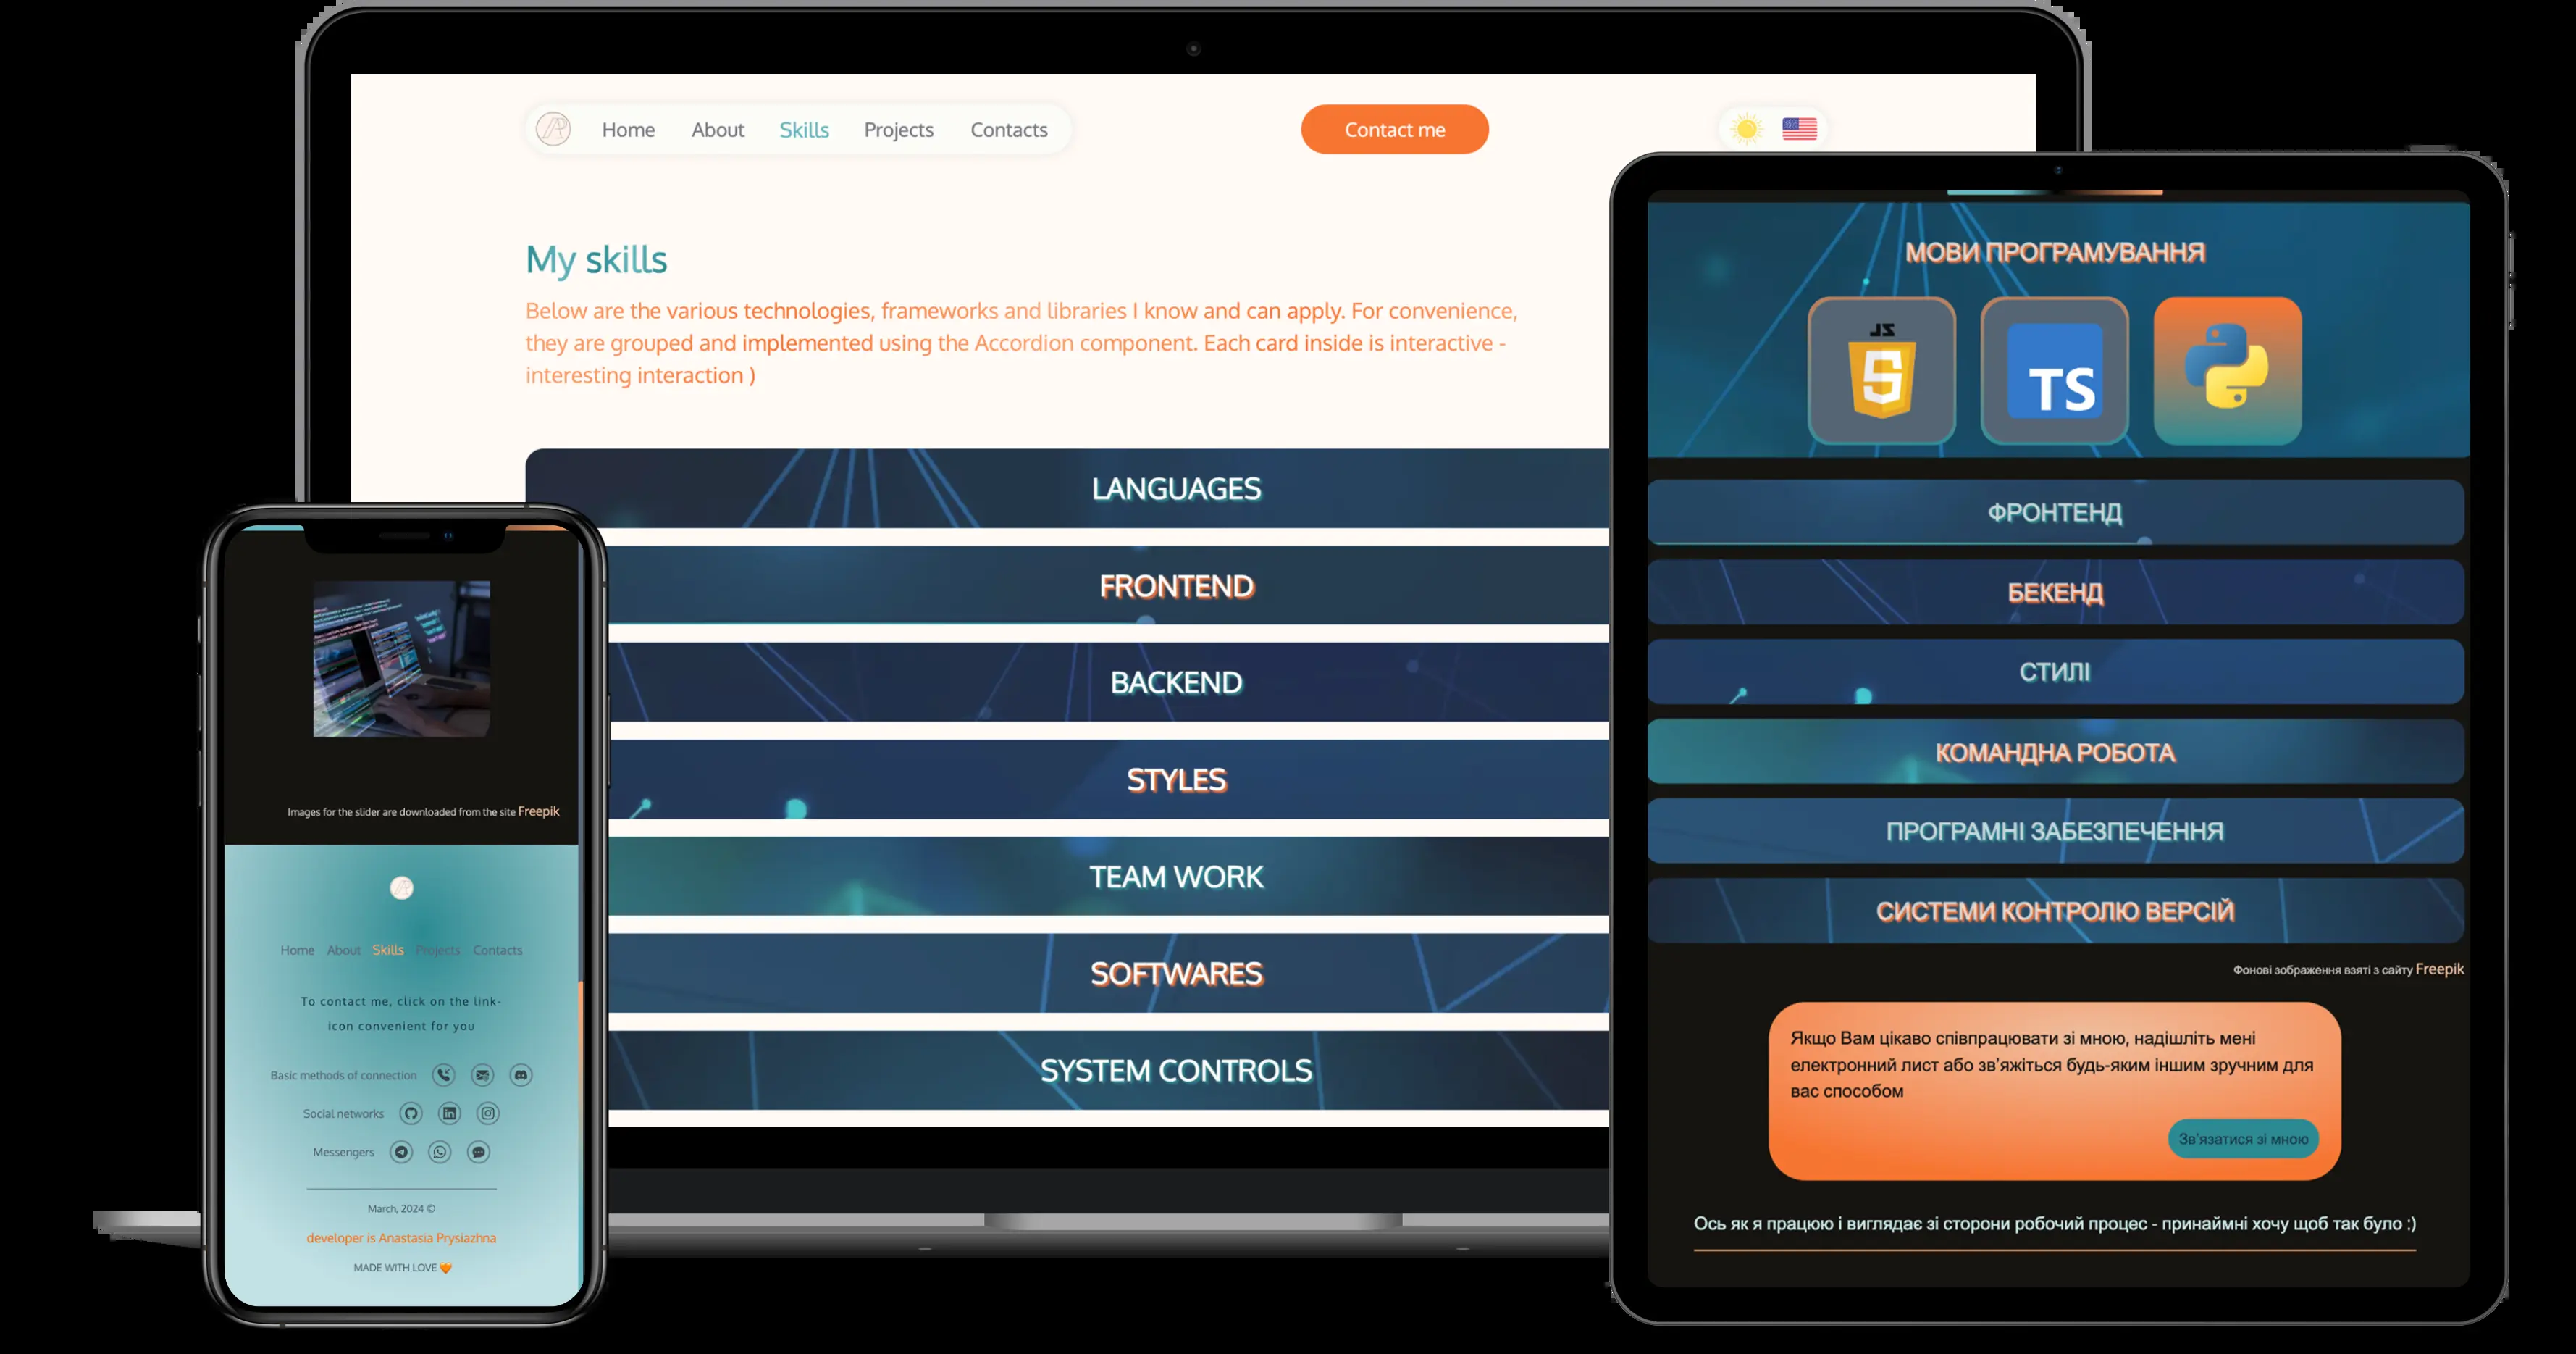 Home About Skills Projects Contacts
Contact me
My skills
Below are the various technologies, frameworks and libraries I know and can apply. For convenience,
they are grouped and implemented using the Accordion component. Each card inside is interactive -
interesting interaction )
LANGUAGES
FRONTEND
BACKEND
STYLES
TEAM WORK
SOFTWARES
SYSTEM CONTROLS
Images for the slider are downloaded from the site Freepik
Home About Skills Projects Contacts
To contact me, click on the link-
icon convenient for you
Basic methods of connection
Social networks
Messengers
March, 2024 ©
developer is Anastasia Prysiazhna
MADE WITH LOVE 🧡
МОВИ ПРОГРАМУВАННЯ
JS
TS
ФРОНТЕНД
БЕКЕНД
СТИЛІ
КОМАНДНА РОБОТА
ПРОГРАМНІ ЗАБЕЗПЕЧЕННЯ
СИСТЕМИ КОНТРОЛЮ ВЕРСІЙ
Фонові зображення взяті з сайту Freepik
Якщо Вам цікаво співпрацювати зі мною, надішліть мені
електронний лист або зв’яжіться будь-яким іншим зручним для
вас способом
Зв’язатися зі мною
Ось як я працюю і виглядає зі сторони робочий процес - принаймні хочу щоб так було :)